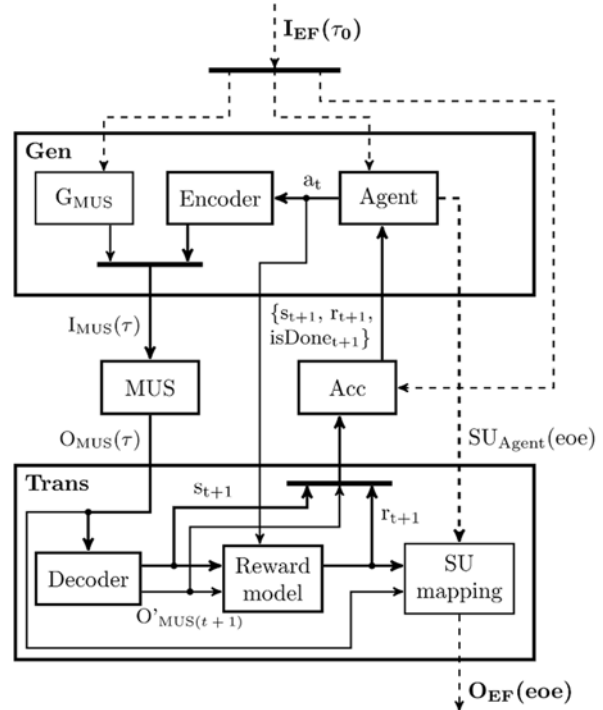 I_EF(τ_0)
Gen
G_MUS
Encoder
a_t
Agent
I_MUS(τ)
{s_t+1, r_t+1,
isDone_t+1}
MUS
Acc
O_MUS(τ)
SU_Agent(eoe)
Trans
s_t+1
r_t+1
Decoder
Reward
model
SU
mapping
O'_MUS(t+1)
O_EF(eoe)